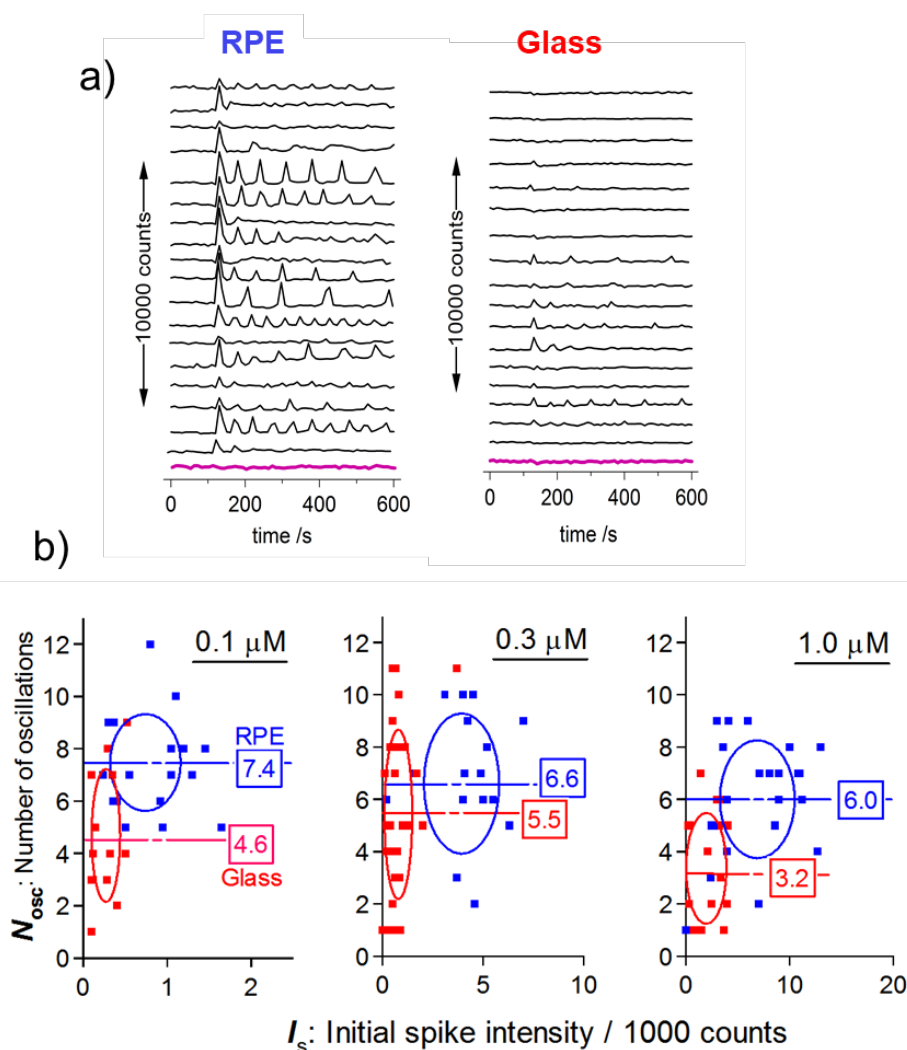 RPE Glass
a)
10000 counts
10000 counts
0 200 400 600
0 200 400 600
time /s
time /s
b)
N_osc: Number of oscillations
12
10
8
6
4
2
0
0.1 µM
RPE
7.4
4.6
Glass
0 1 2
12
10
8
6
4
2
0
0.3 µM
6.6
5.5
0 5 10
12
10
8
6
4
2
0
1.0 µM
6.0
3.2
0 10 20
I_s: Initial spike intensity / 1000 counts